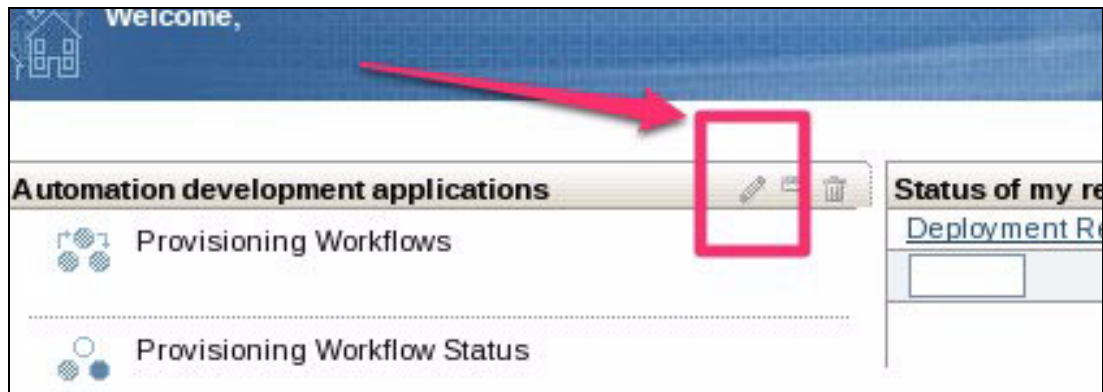 Welcome,
Automation development applications
Provisioning Workflows
Provisioning Workflow Status
Status of my re
Deployment Re